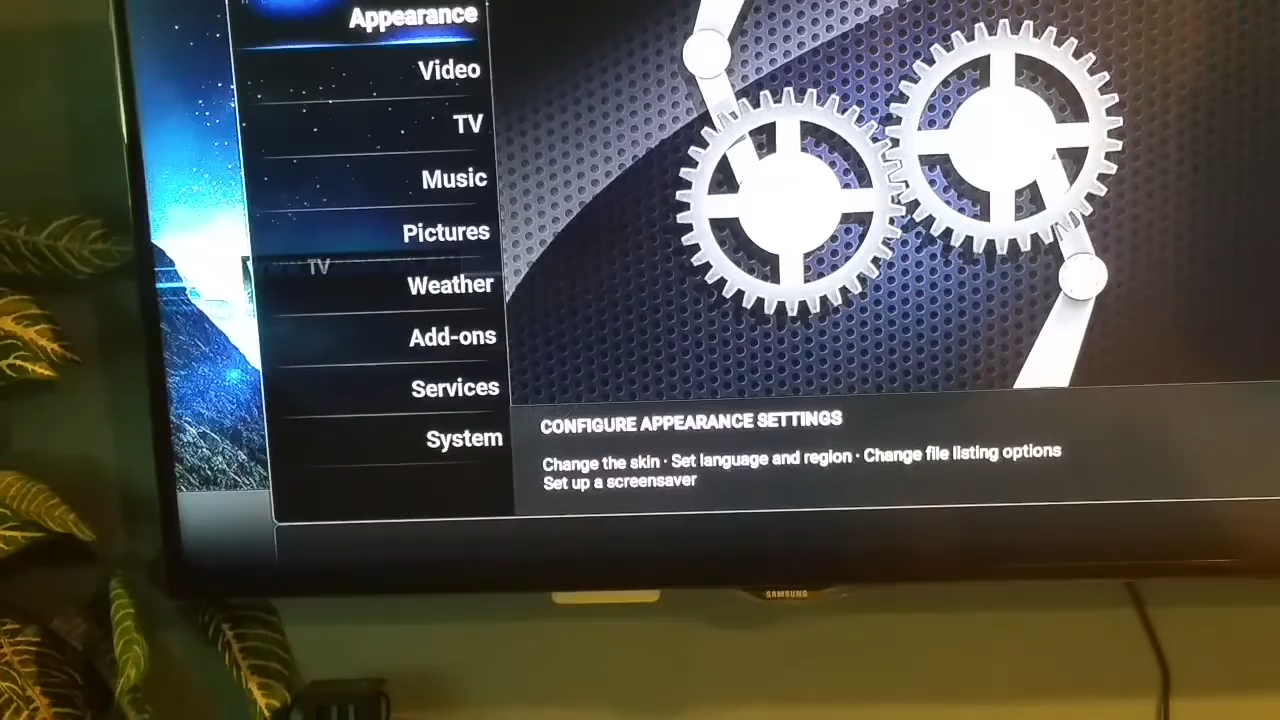 Appearance
Video
TV
Music
Pictures
TV
Weather
Add-ons
Services
System
CONFIGURE APPEARANCE SETTINGS
Change the skin · Set language and region · Change file listing options
Set up a screensaver
SAMSUNG